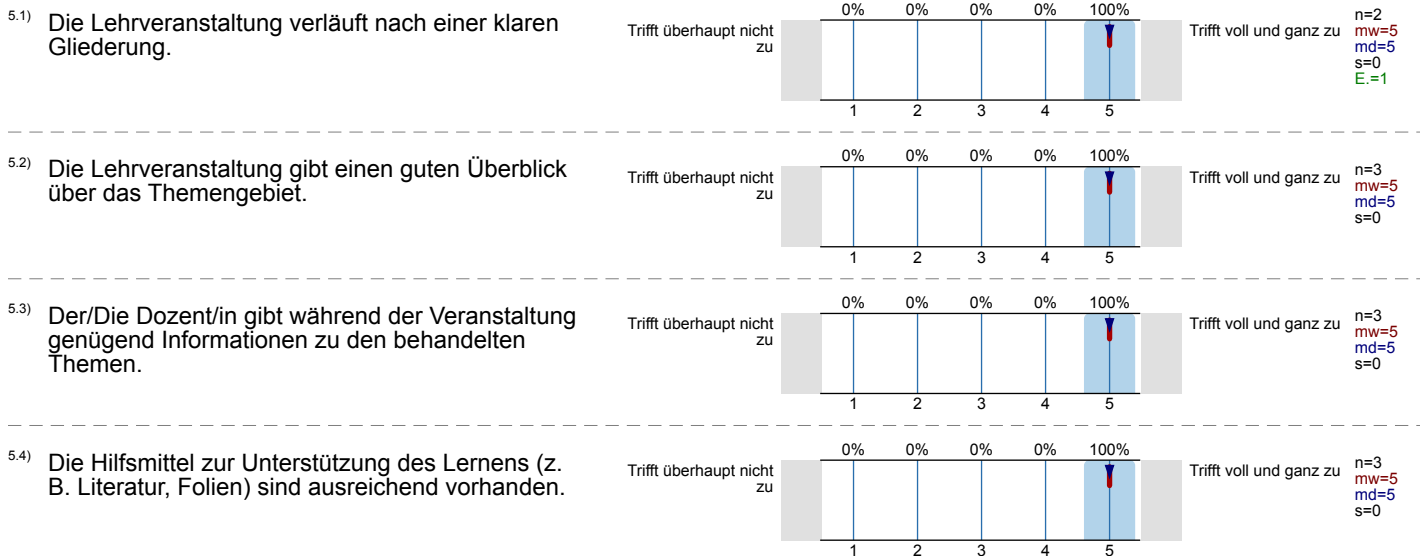 5.1) Die Lehrveranstaltung verläuft nach einer klaren
Gliederung.
Trifft überhaupt nicht
zu
0% 0% 0% 0% 100%
1 2 3 4 5
Trifft voll und ganz zu
n=2
mw=5
md=5
s=0
E.=1
5.2) Die Lehrveranstaltung gibt einen guten Überblick
über das Themengebiet.
Trifft überhaupt nicht
zu
0% 0% 0% 0% 100%
1 2 3 4 5
Trifft voll und ganz zu
n=3
mw=5
md=5
s=0
5.3) Der/Die Dozent/in gibt während der Veranstaltung
genügend Informationen zu den behandelten
Themen.
Trifft überhaupt nicht
zu
0% 0% 0% 0% 100%
1 2 3 4 5
Trifft voll und ganz zu
n=3
mw=5
md=5
s=0
5.4) Die Hilfsmittel zur Unterstützung des Lernens (z.
B. Literatur, Folien) sind ausreichend vorhanden.
Trifft überhaupt nicht
zu
0% 0% 0% 0% 100%
1 2 3 4 5
Trifft voll und ganz zu
n=3
mw=5
md=5
s=0